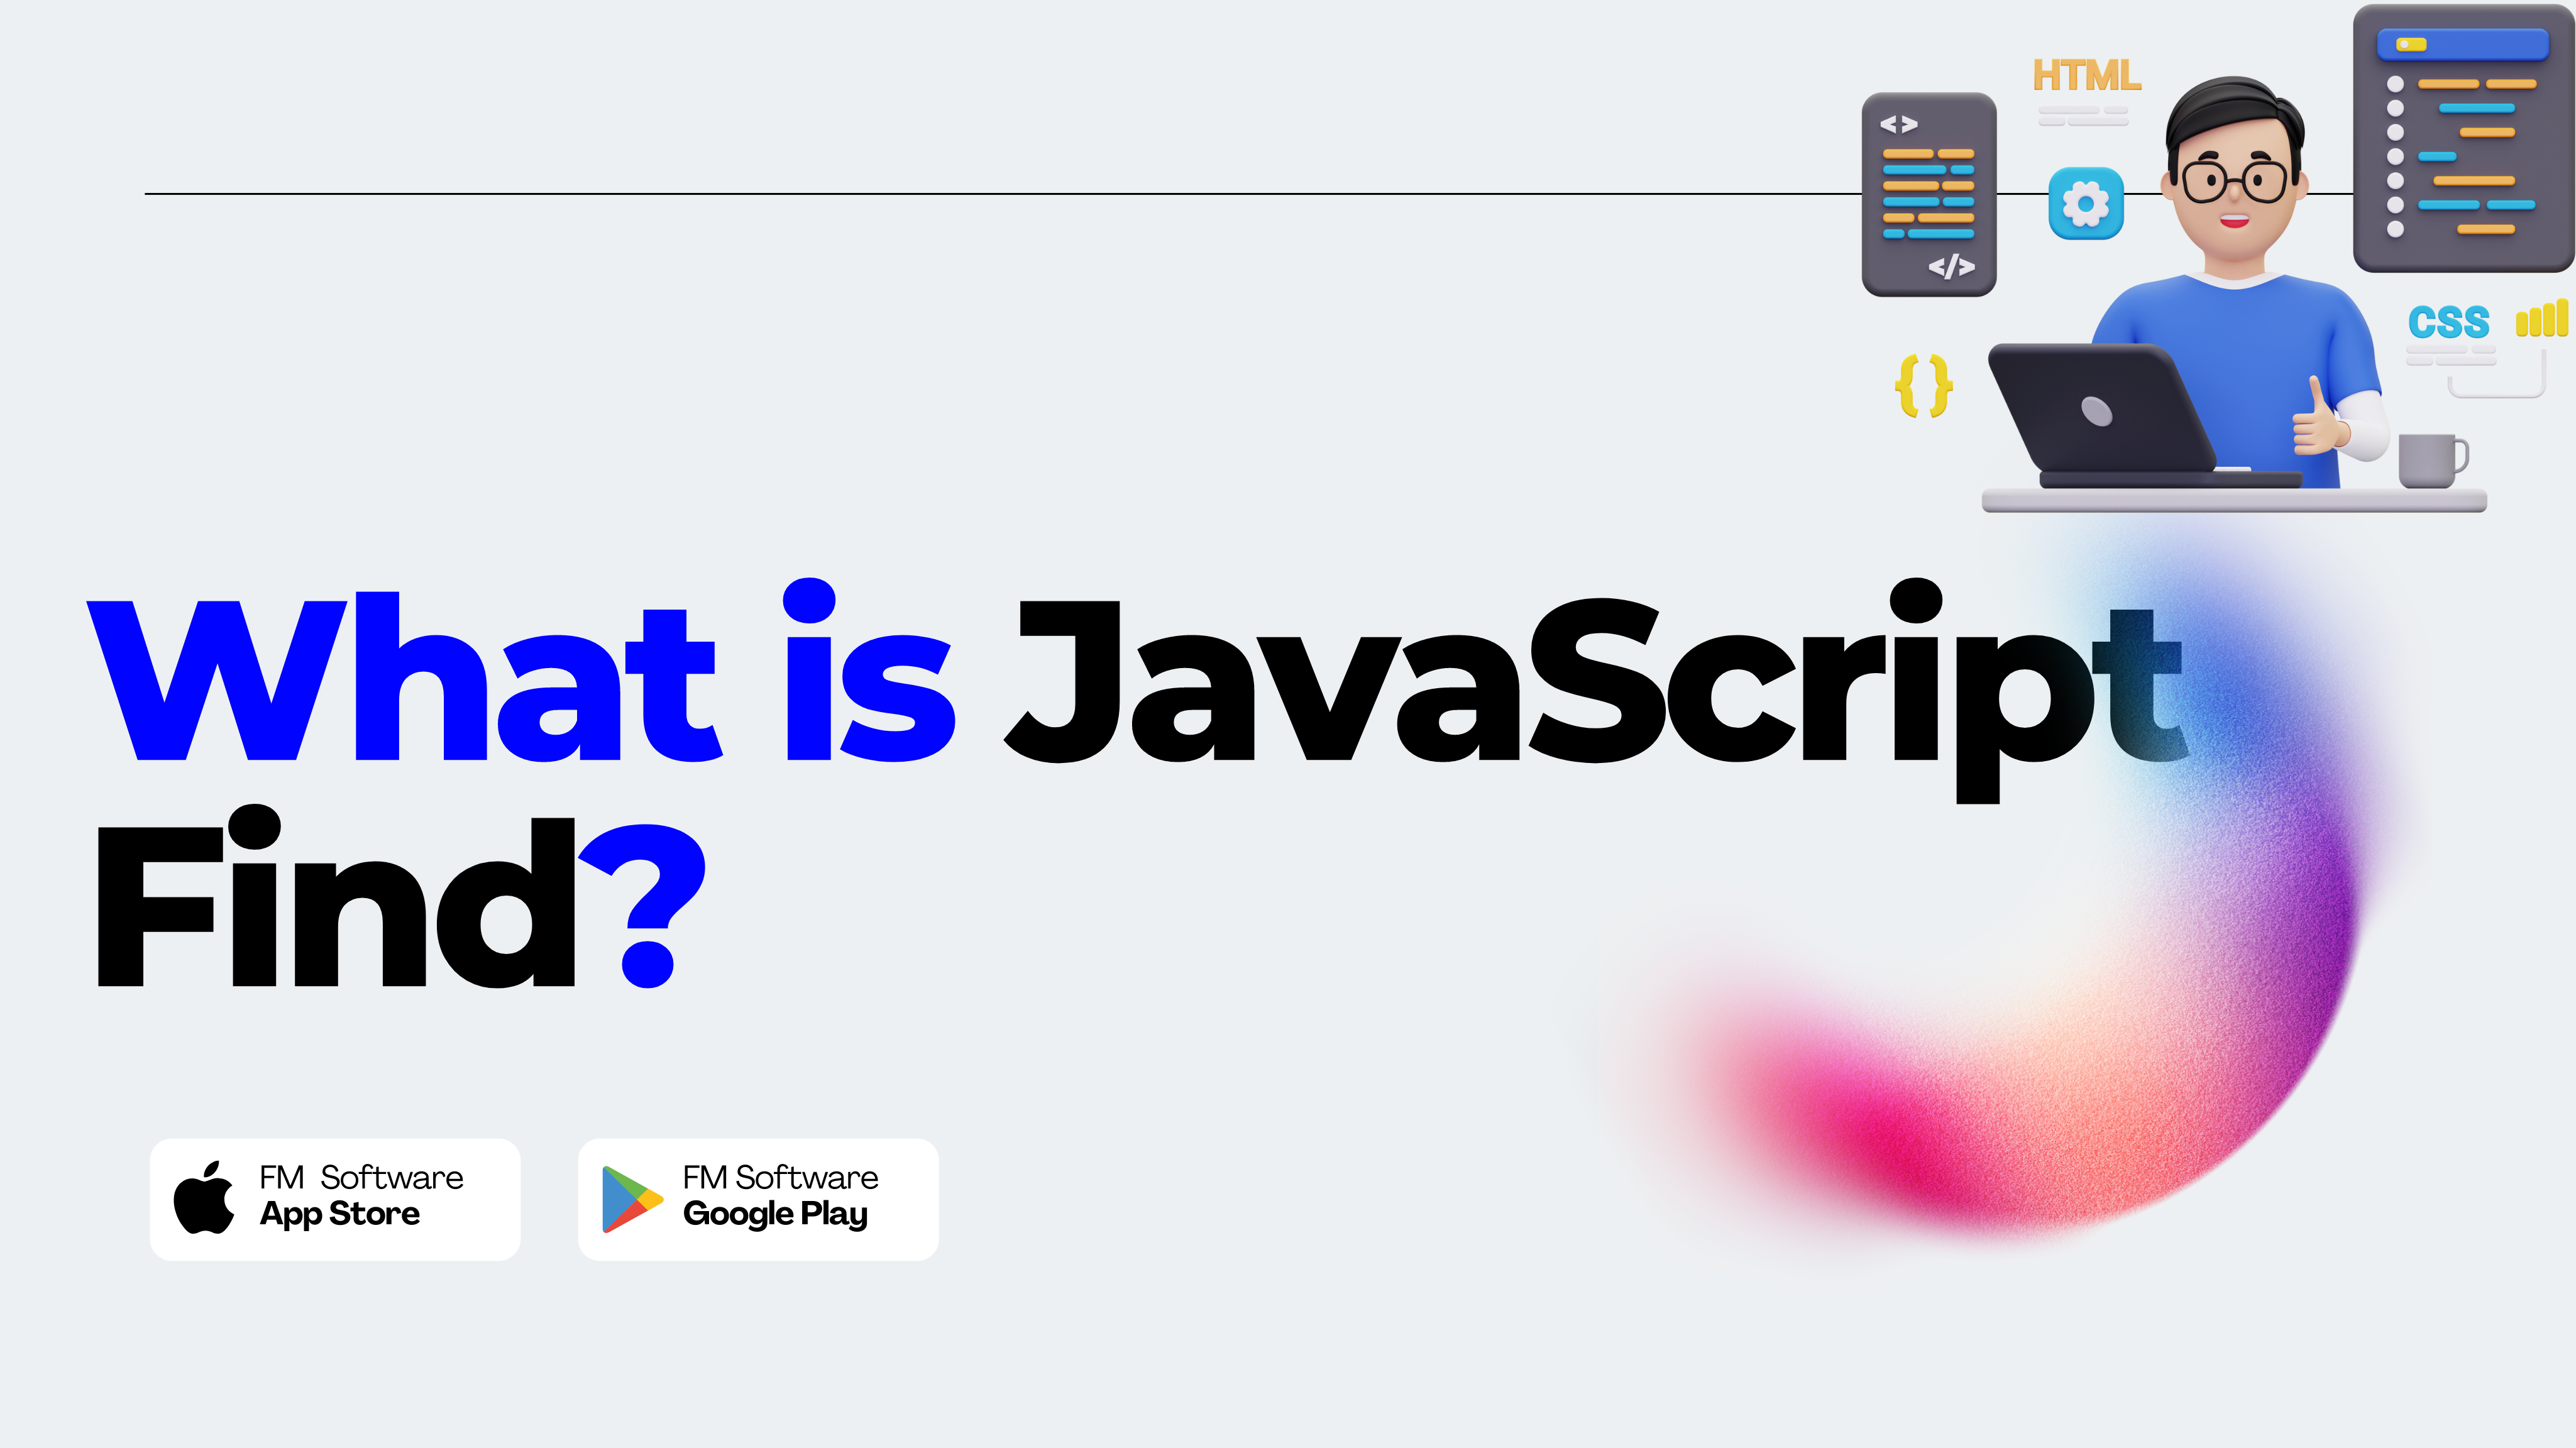 HTML
<>
</>
CSS
{}
What is JavaScript
Find?
FM Software
App Store
FM Software
Google Play